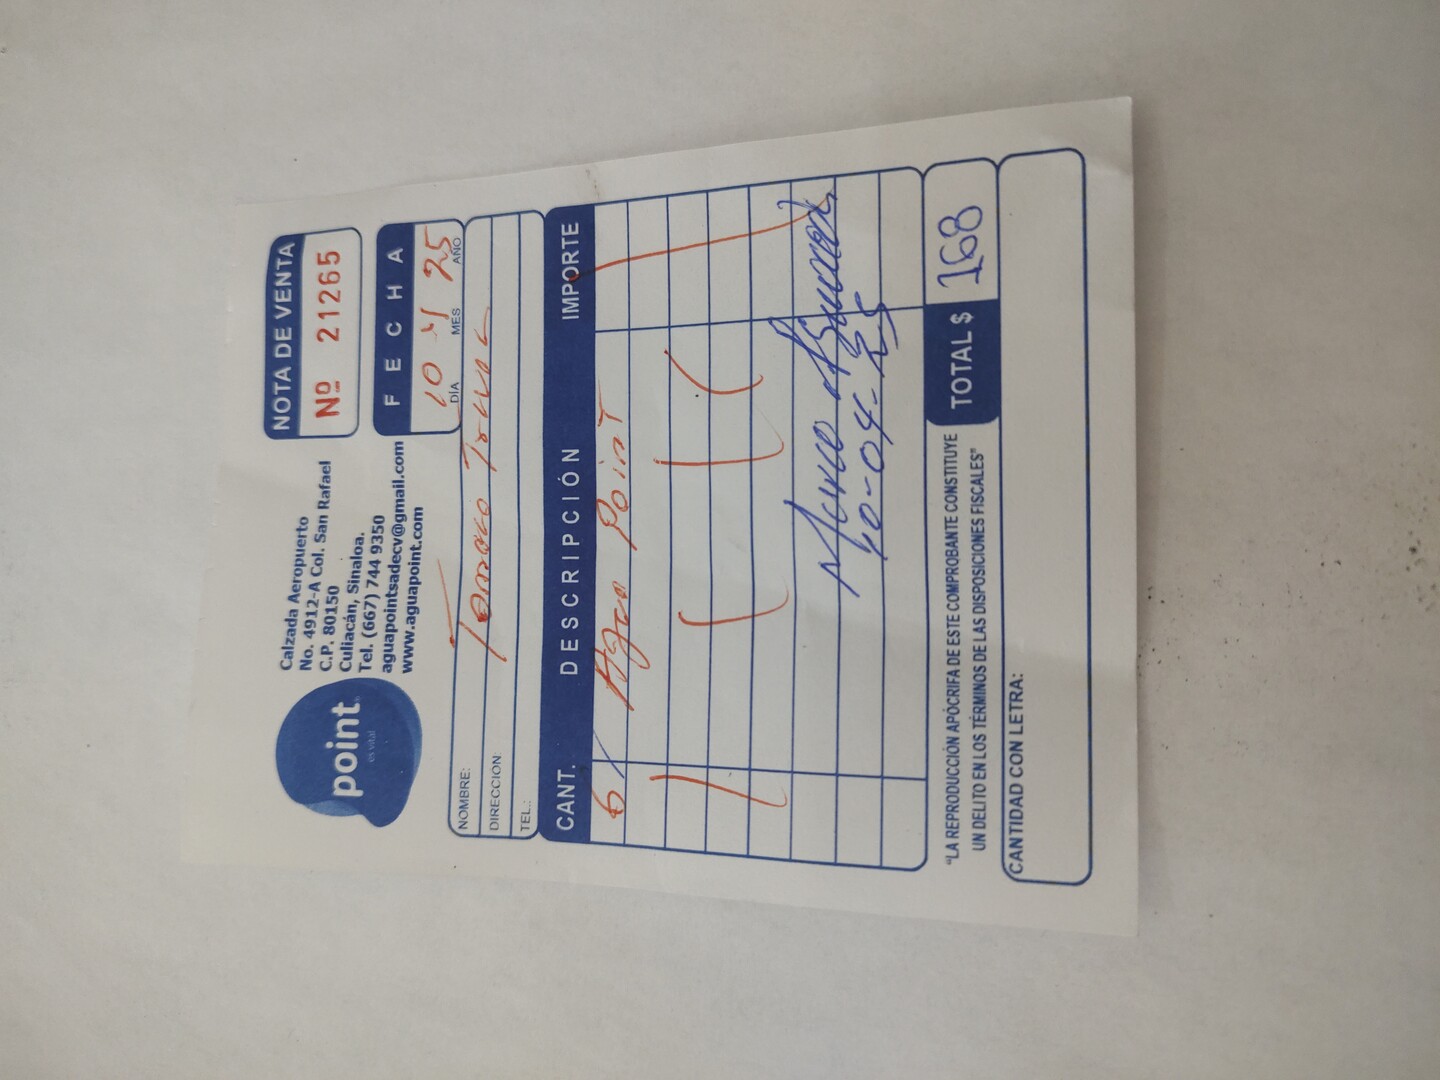 point
es vital
Calzada Aeropuerto
No. 4912-A Col. San Rafael
C.P. 80150
Culiacán, Sinaloa.
Tel. (667) 744 9350
aguapointsadecv@gmail.com
www.aguapoint.com
NOTA DE VENTA
Nº 21265
FECHA
10 25
DÍA MES AÑO
NOMBRE:
DIRECCION:
TEL.:
CANT. DESCRIPCIÓN IMPORTE
6 Agua Point
10-04-25
"LA REPRODUCCIÓN APÓCRIFA DE ESTE COMPROBANTE CONSTITUYE
UN DELITO EN LOS TÉRMINOS DE LAS DISPOSICIONES FISCALES"
TOTAL $ 168
CANTIDAD CON LETRA: